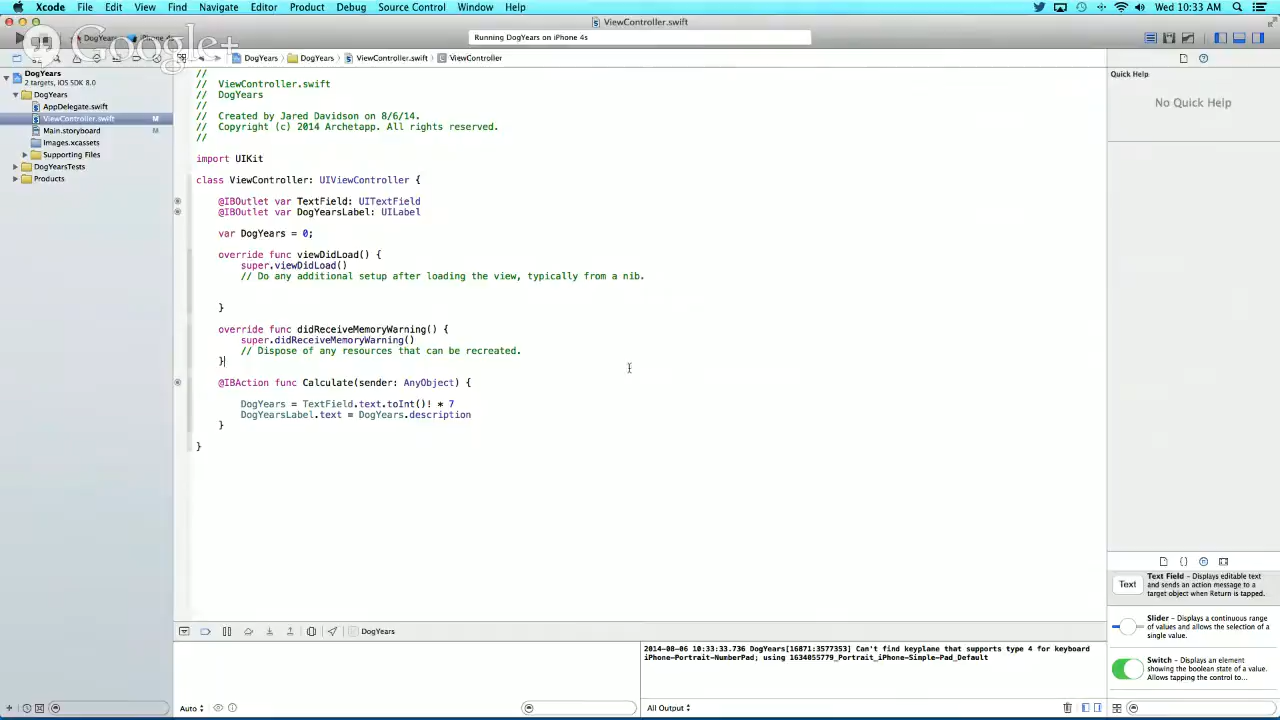 Xcode File Edit View Find Navigate Editor Product Debug Source Control Window Help
Wed 10:33 AM
ViewController.swift
Google+
DogYears
Running DogYears on iPhone 4s
DogYears DogYears ViewController.swift ViewController
DogYears
2 targets, iOS SDK 8.0
DogYears
AppDelegate.swift
ViewController.swift M
Main.storyboard M
Images.xcassets
Supporting Files
DogYearsTests
Products
//
// ViewController.swift
// DogYears
//
// Created by Jared Davidson on 8/6/14.
// Copyright (c) 2014 Archetapp. All rights reserved.
//
import UIKit
class ViewController: UIViewController {
@IBOutlet var TextField: UITextField
@IBOutlet var DogYearsLabel: UILabel
var DogYears = 0;
override func viewDidLoad() {
super.viewDidLoad()
// Do any additional setup after loading the view, typically from a nib.
}
override func didReceiveMemoryWarning() {
super.didReceiveMemoryWarning()
// Dispose of any resources that can be recreated.
}
@IBAction func Calculate(sender: AnyObject) {
DogYears = TextField.text.toInt()! * 7
DogYearsLabel.text = DogYears.description
}
}
Quick Help
No Quick Help
Text
Text Field – Displays editable text
and sends an action message to a
target object when Return is tapped.
Slider – Displays a continuous range
of values and allows the selection of a
single value.
Switch – Displays an element
showing the boolean state of a value.
Allows tapping the control to...
DogYears
2014-08-06 10:33:33.736 DogYears[16871:3577353] Can't find keyplane that supports type 4 for keyboard
iPhone-Portrait-NumberPad; using 1634055779_Portrait_iPhone-Simple-Pad_Default
Auto
All Output